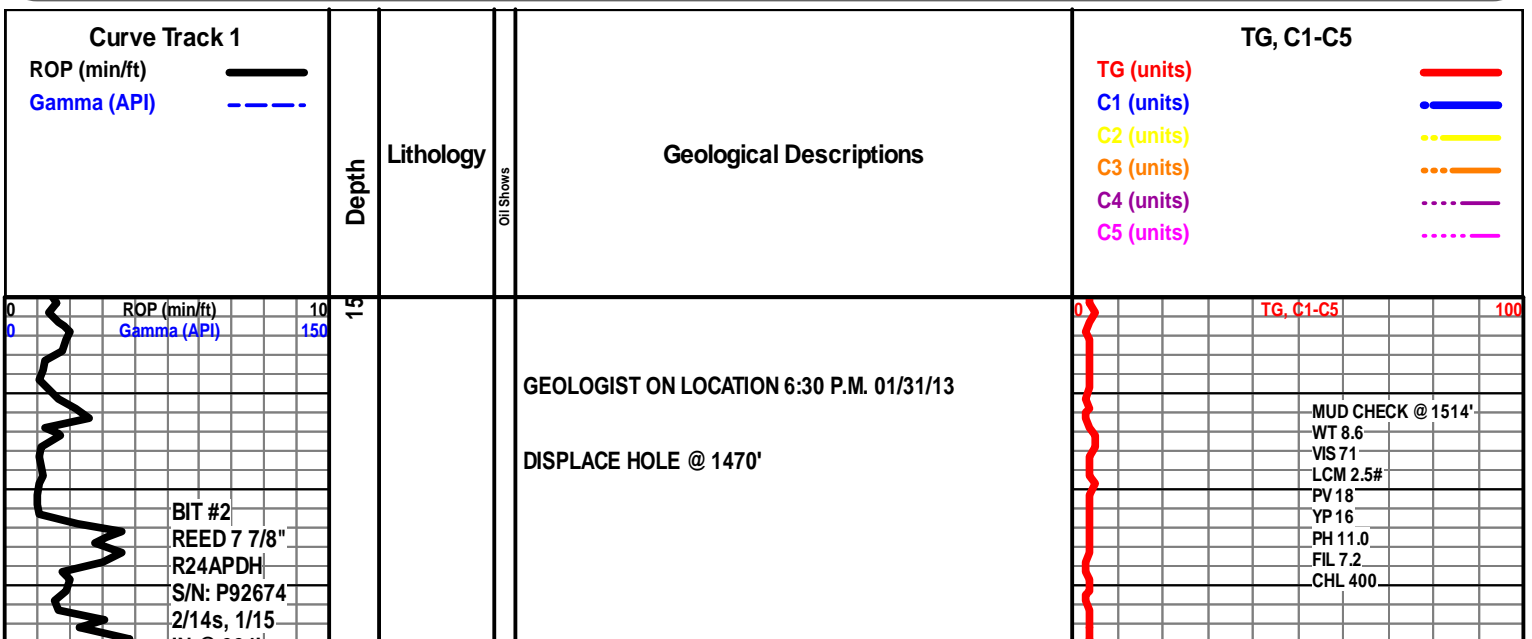 Curve Track 1
ROP (min/ft)
Gamma (API)
Depth
Lithology
Oil Shows
Geological Descriptions
TG, C1-C5
TG (units)
C1 (units)
C2 (units)
C3 (units)
C4 (units)
C5 (units)
0 ROP (min/ft) 10
0 Gamma (API) 150
15
0 TG, C1-C5 100
GEOLOGIST ON LOCATION 6:30 P.M. 01/31/13
DISPLACE HOLE @ 1470'
BIT #2
REED 7 7/8"
R24APDH
S/N: P92674
2/14s, 1/15
MUD CHECK @ 1514'
WT 8.6
VIS 71
LCM 2.5#
PV 18
YP 16
PH 11.0
FIL 7.2
CHL 400